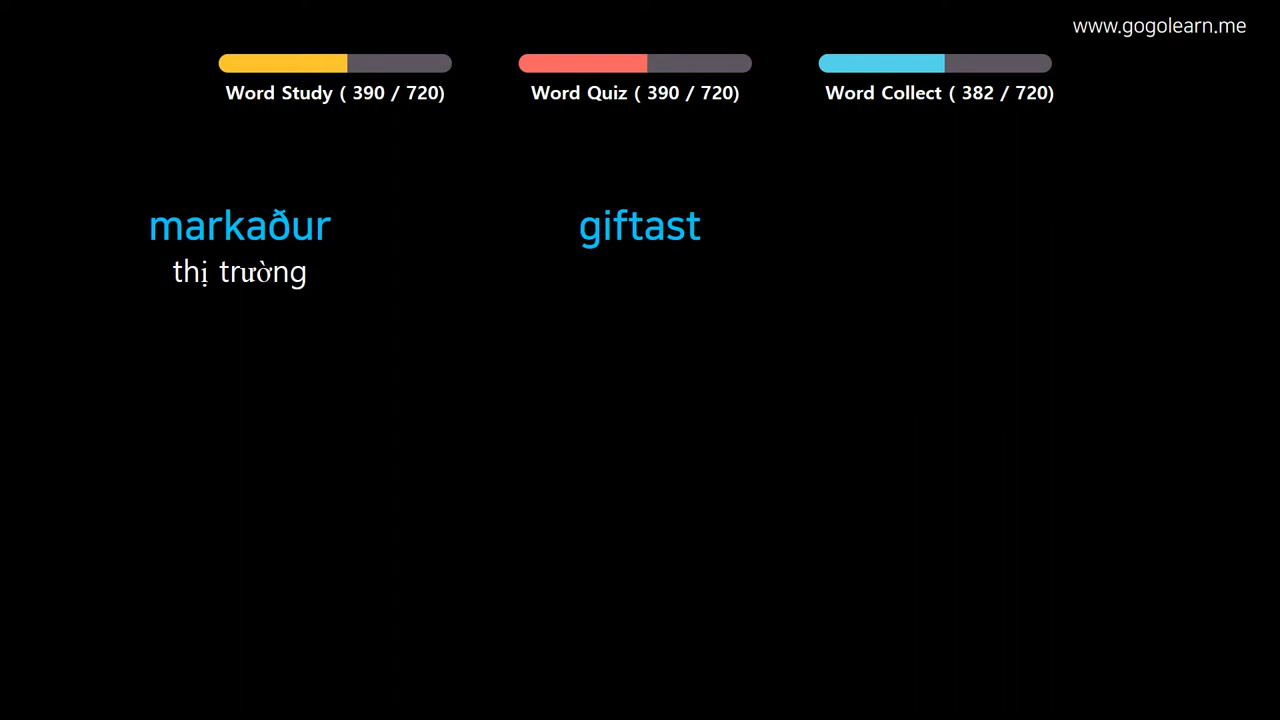 www.gogolearn.me
Word Study ( 390 / 720)
Word Quiz ( 390 / 720)
Word Collect ( 382 / 720)
markaður
thị trường
giftast